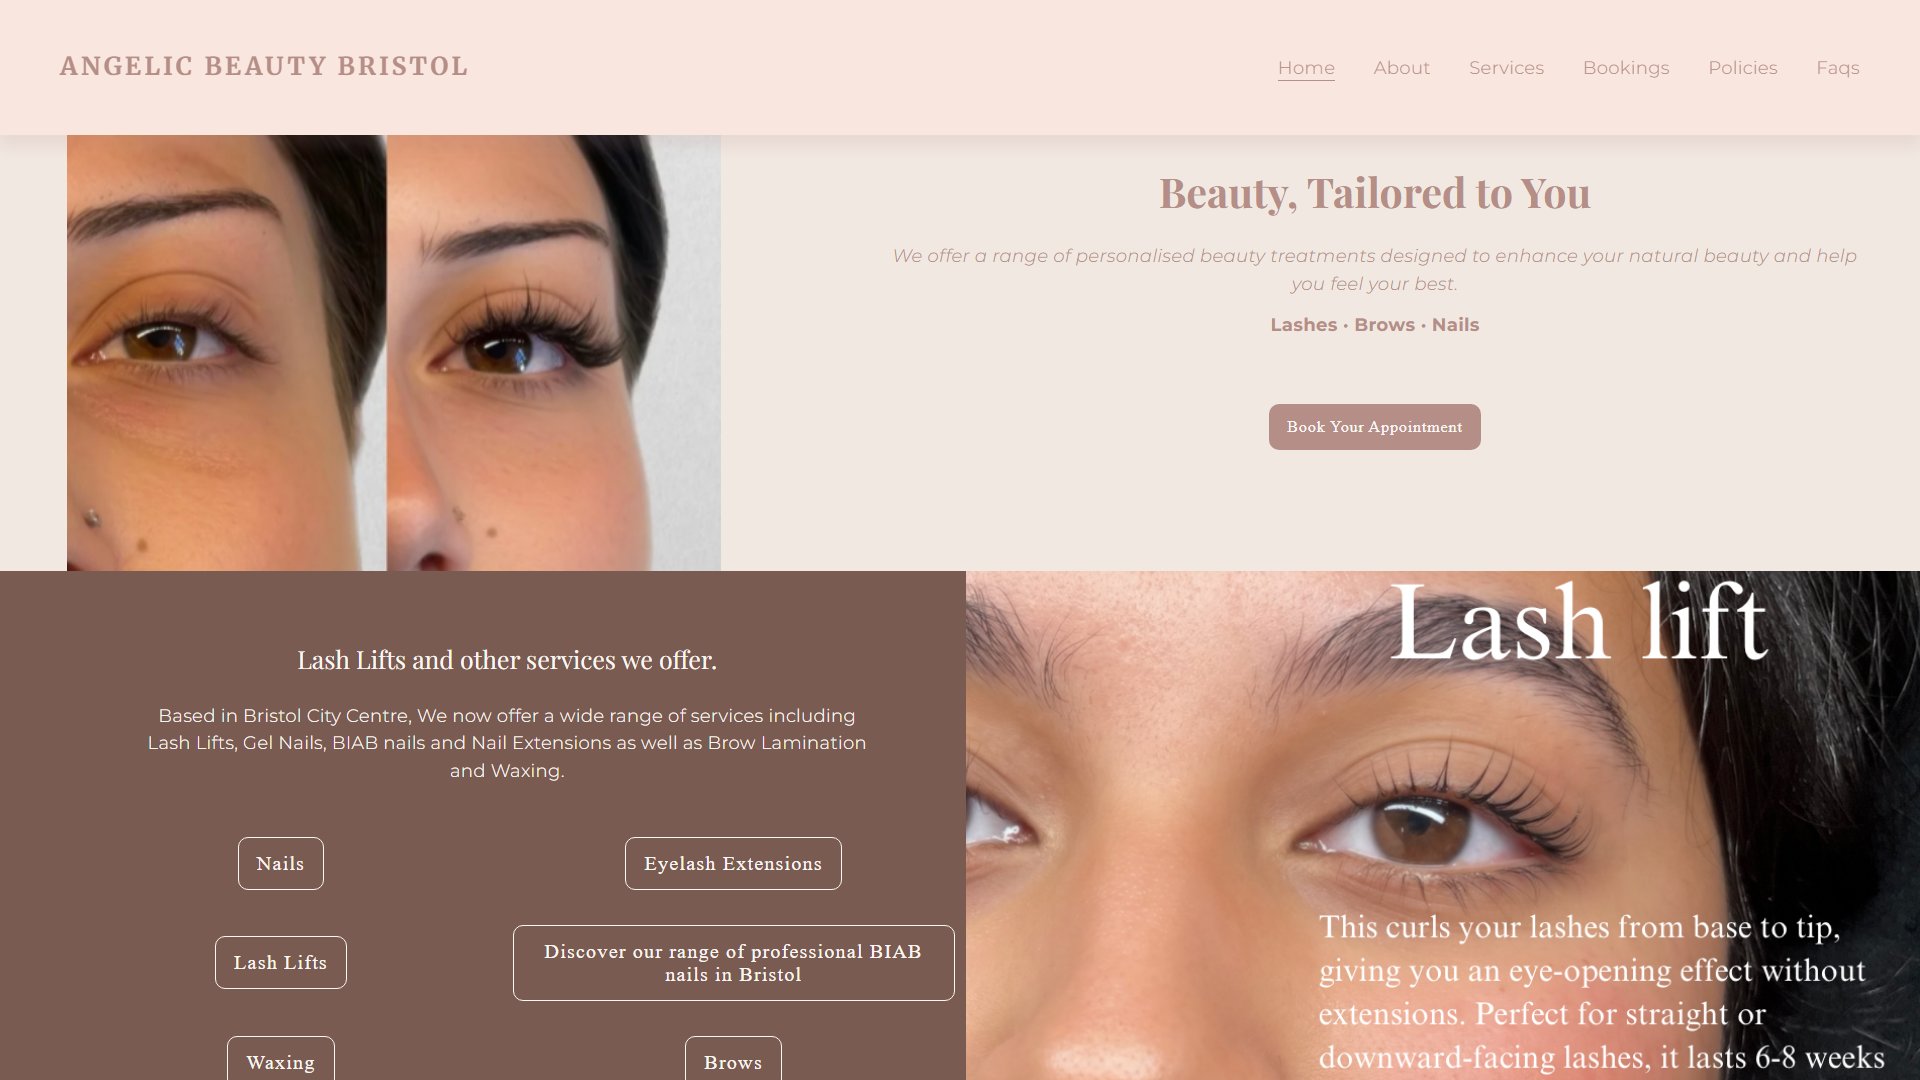 ANGELIC BEAUTY BRISTOL
Home
About
Services
Bookings
Policies
Faqs
Beauty, Tailored to You
We offer a range of personalised beauty treatments designed to enhance your natural beauty and help
you feel your best.
Lashes • Brows • Nails
Book Your Appointment
Lash Lifts and other services we offer.
Based in Bristol City Centre, We now offer a wide range of services including
Lash Lifts, Gel Nails, BIAB nails and Nail Extensions as well as Brow Lamination
and Waxing.
Nails
Eyelash Extensions
Lash Lifts
Discover our range of professional BIAB
nails in Bristol
Waxing
Brows
Lash lift
This curls your lashes from base to tip,
giving you an eye-opening effect without
extensions. Perfect for straight or
downward-facing lashes, it lasts 6-8 weeks